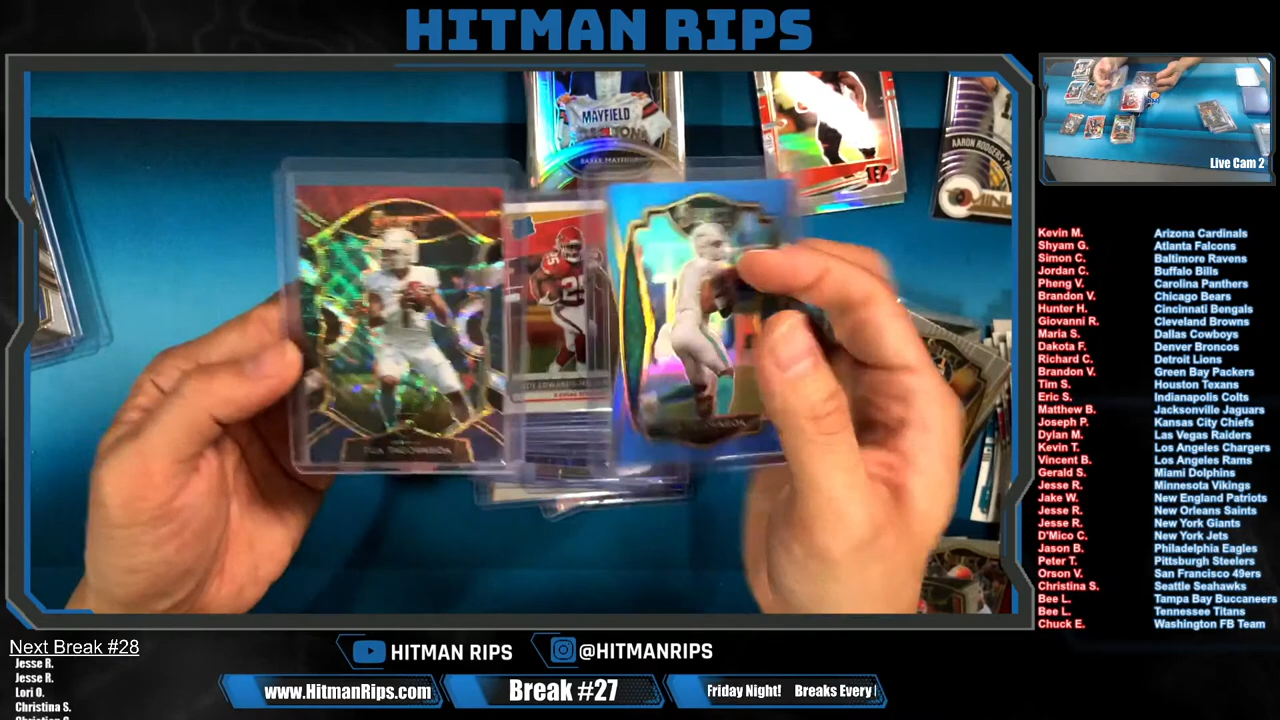 HITMAN RIPS
MAYFIELD
AARON RODGERS
25
Live Cam 2
Kevin M. Arizona Cardinals
Shyam G. Atlanta Falcons
Simon C. Baltimore Ravens
Jordan C. Buffalo Bills
Pheng V. Carolina Panthers
Brandon V. Chicago Bears
Hunter H. Cincinnati Bengals
Giovanni R. Cleveland Browns
Maria S. Dallas Cowboys
Dakota F. Denver Broncos
Richard C. Detroit Lions
Brandon V. Green Bay Packers
Tim S. Houston Texans
Eric S. Indianapolis Colts
Matthew B. Jacksonville Jaguars
Joseph P. Kansas City Chiefs
Dylan M. Las Vegas Raiders
Kevin T. Los Angeles Chargers
Vincent B. Los Angeles Rams
Gerald S. Miami Dolphins
Jesse R. Minnesota Vikings
Jake W. New England Patriots
Jesse R. New Orleans Saints
Jesse R. New York Giants
D'Mico C. New York Jets
Jason B. Philadelphia Eagles
Peter T. Pittsburgh Steelers
Orson V. San Francisco 49ers
Christina S. Seattle Seahawks
Bee L. Tampa Bay Buccaneers
Bee L. Tennessee Titans
Chuck E. Washington FB Team
Next Break #28
Jesse R.
Jesse R.
Lori O.
Christina S.
HITMAN RIPS @HITMANRIPS
www.HitmanRips.com Break #27 Friday Night! Breaks Every